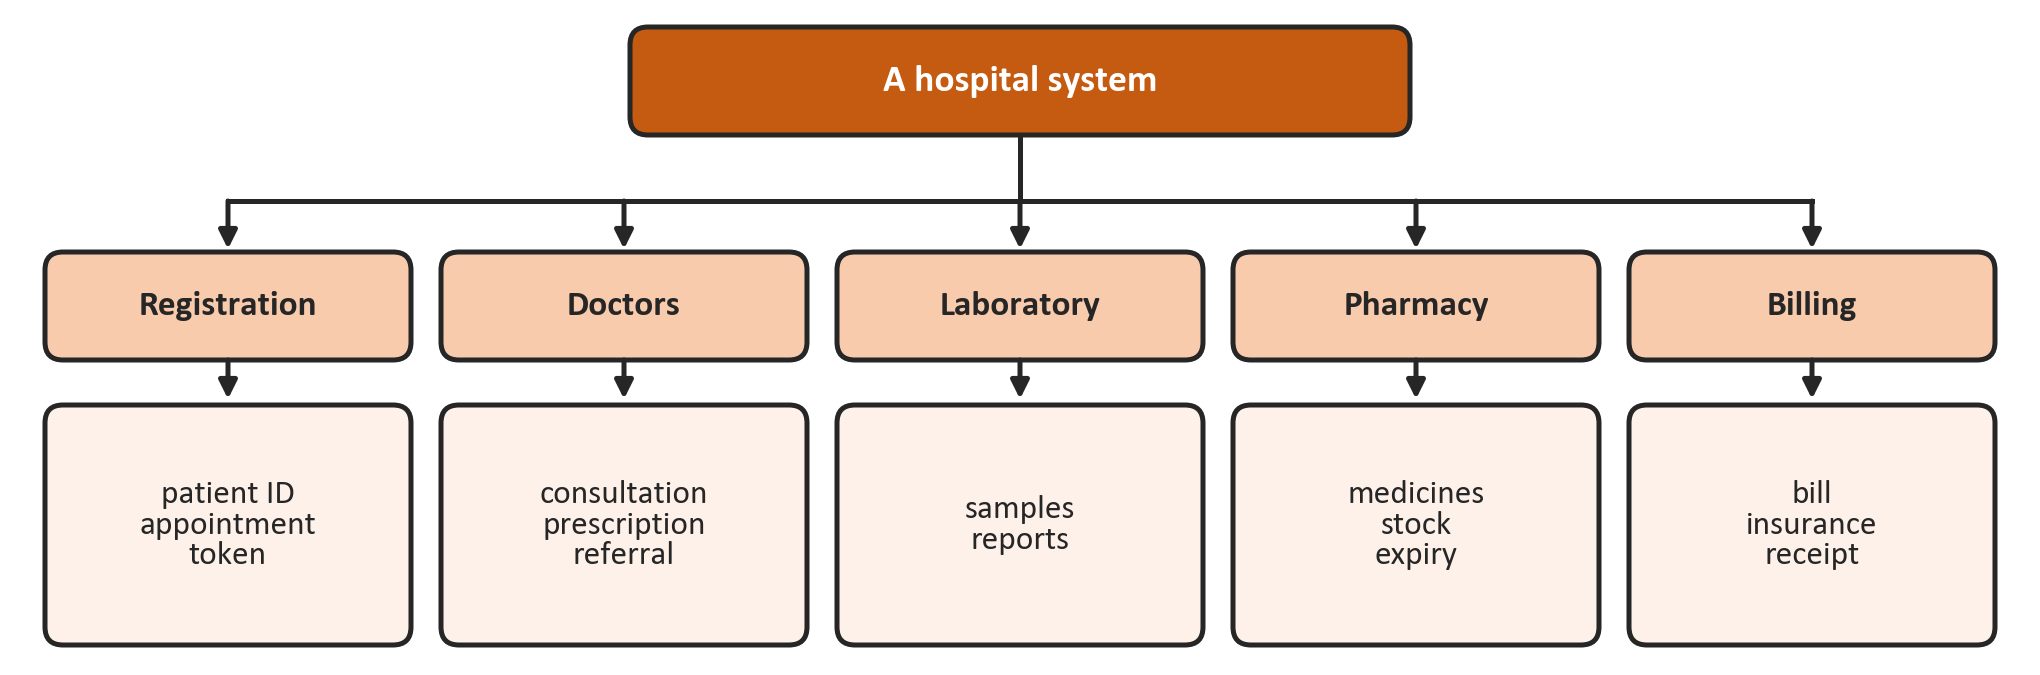 A hospital system
Registration
Doctors
Laboratory
Pharmacy
Billing
patient ID
appointment
token
consultation
prescription
referral
samples
reports
medicines
stock
expiry
bill
insurance
receipt